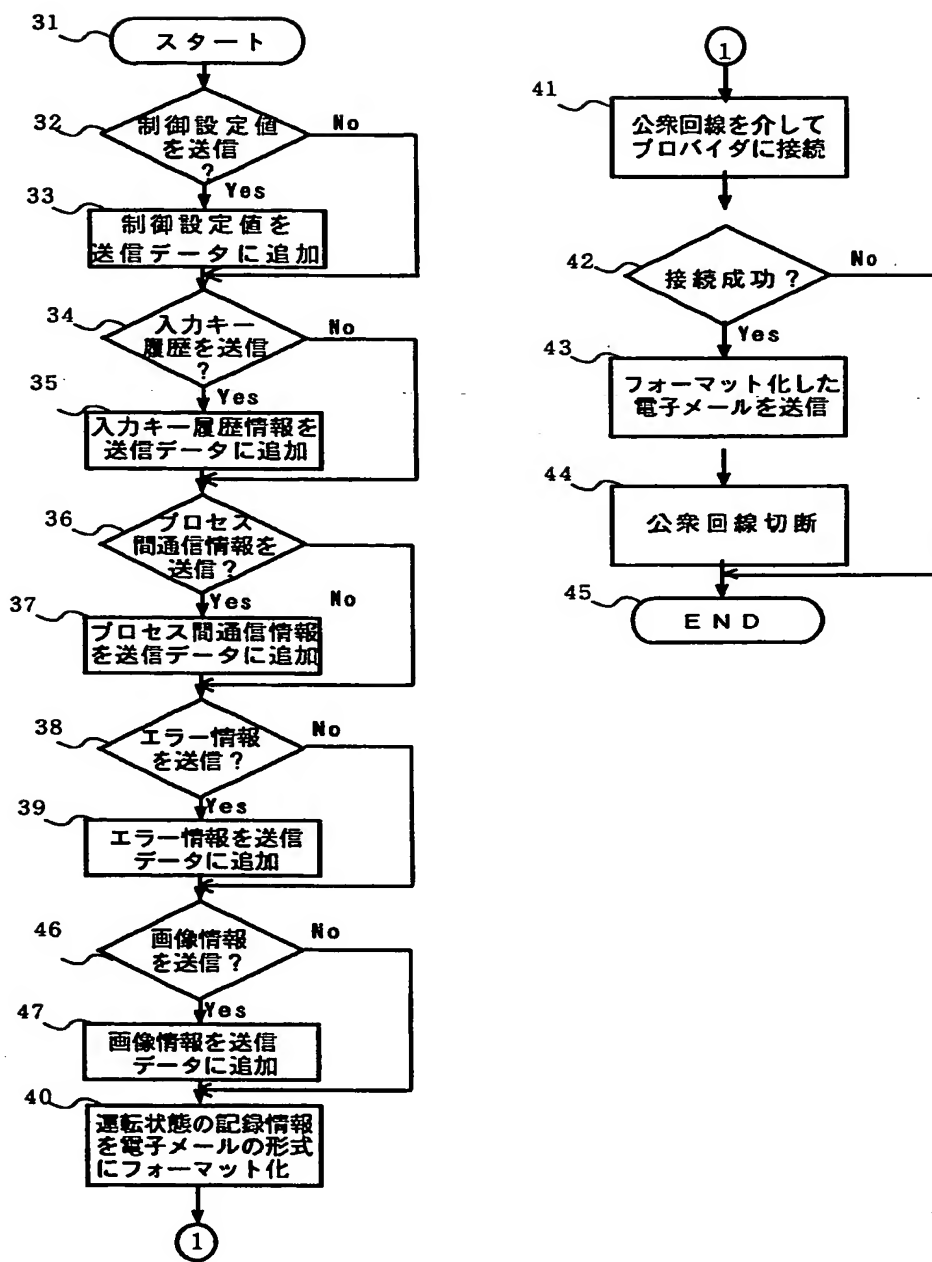 31
スタート
32
制御設定値
を送信
?
No
Yes
33
制御設定値を
送信データに追加
34
入力キー
履歴を送信
?
No
Yes
35
入力キー履歴情報を
送信データに追加
36
プロセス
間通信情報を
送信?
No
Yes
37
プロセス間通信情報
を送信データに追加
38
エラー情報
を送信?
No
Yes
39
エラー情報を送信
データに追加
46
画像情報
を送信?
No
Yes
47
画像情報を送信
データに追加
40
運転状態の記録情報
を電子メールの形式
にフォーマット化
1
1
41
公衆回線を介して
プロバイダに接続
42
接続成功?
No
Yes
43
フォーマット化した
電子メールを送信
44
公衆回線切断
45
END